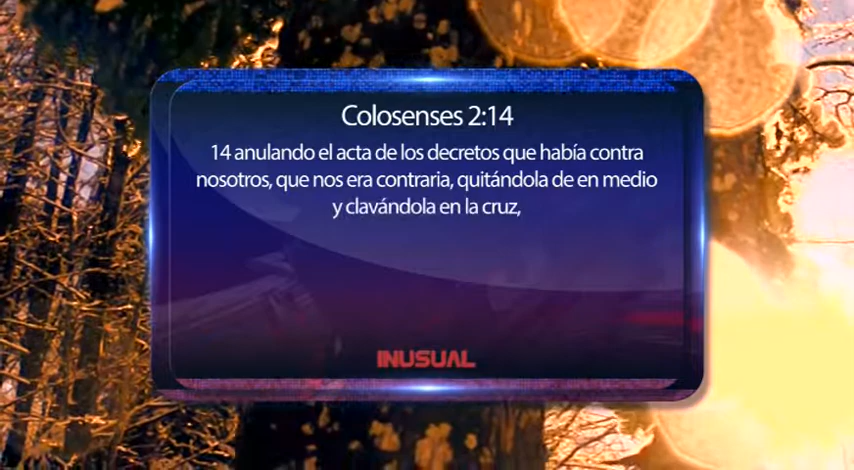 Colosenses 2:14
14 anulando el acta de los decretos que había contra
nosotros, que nos era contraria, quitándola de en medio
y clavándola en la cruz,
INUSUAL